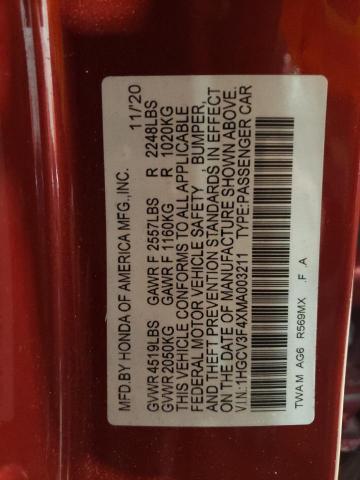 MFD.BY HONDA OF AMERICA MFG.,INC. 11/'20
GVWR 4519LBS GAWR F 2557LBS R 2248LBS
GVWR 2050KG GAWR F 1160KG R 1020KG
THIS VEHICLE CONFORMS TO ALL APPLICABLE
FEDERAL MOTOR VEHICLE SAFETY BUMPER,
AND THEFT PREVENTION STANDARDS IN EFFECT
ON THE DATE OF MANUFACTURE SHOWN ABOVE.
V.I.N.:1HGCV3F4XMA003211 TYPE:PASSENGER CAR
TWA M AG6 R569MX .F .A